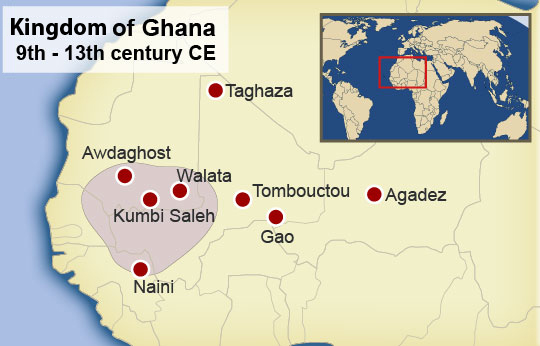 Kingdom of Ghana
9th - 13th century CE
Taghaza
Awdaghost
Walata
Kumbi Saleh
Tombouctou
Agadez
Gao
Naini